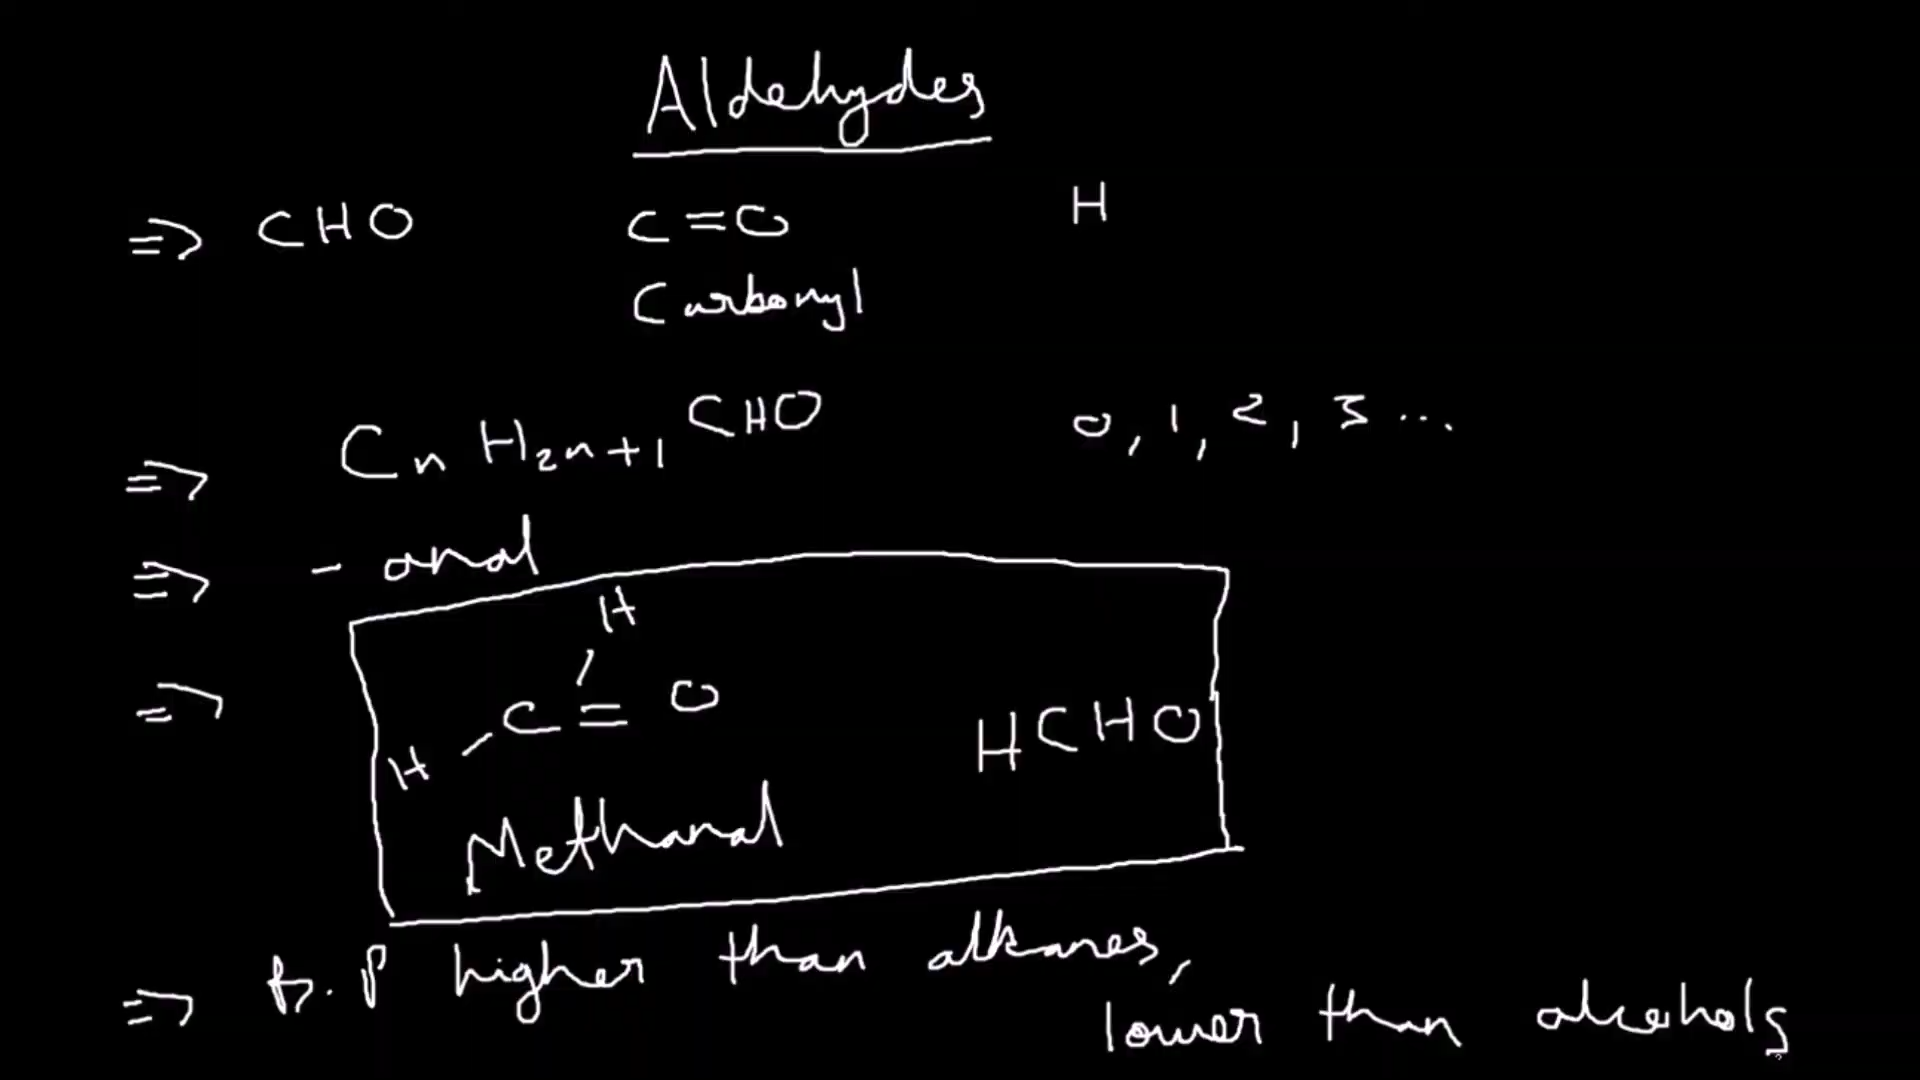 Aldehydes
=> CHO C=O H
Carbonyl
=> CnH2n+1CHO 0, 1, 2, 3 ...
=> - anal
H
=> H - C = O HCHO
Methanal
=> b.p higher than alkanes,
lower than alcohols